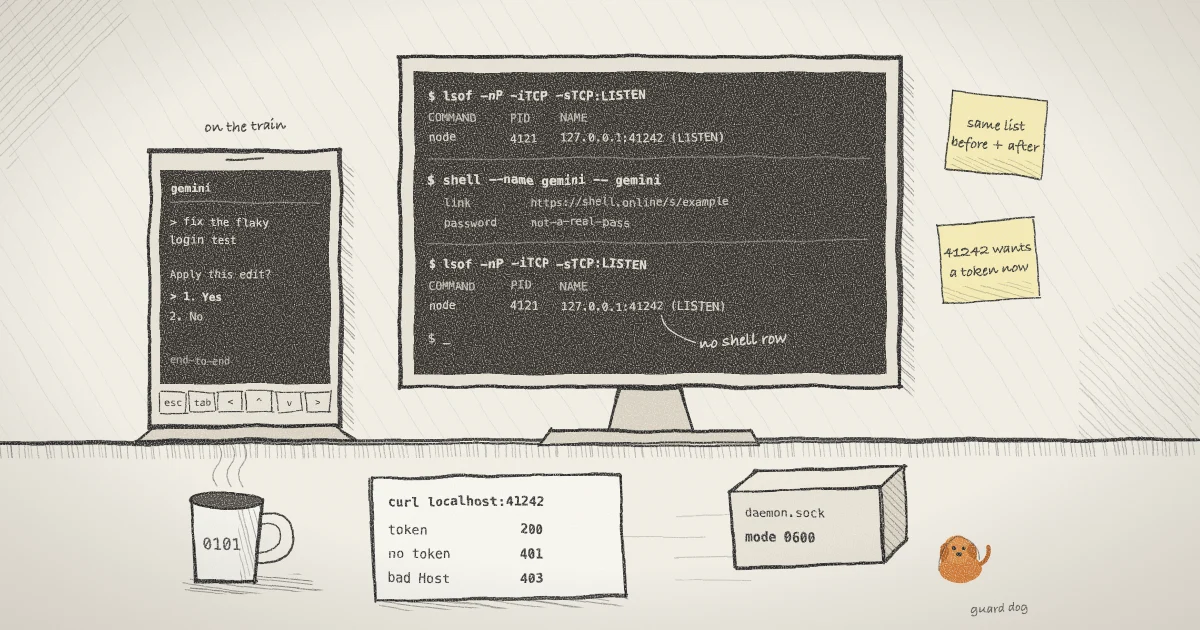 on the train
gemini
> fix the flaky
login test
Apply this edit?
> 1. Yes
2. No
end-to-end
esc tab < ^ v >
$ lsof -nP -iTCP -sTCP:LISTEN
COMMAND PID NAME
node 4121 127.0.0.1:41242 (LISTEN)
$ shell --name gemini -- gemini
link https://shell.online/s/example
password not-a-real-pass
$ lsof -nP -iTCP -sTCP:LISTEN
COMMAND PID NAME
node 4121 127.0.0.1:41242 (LISTEN)
$ _
no shell row
same list
before + after
41242 wants
a token now
0101
curl localhost:41242
token 200
no token 401
bad Host 403
daemon.sock
mode 0600
guard dog